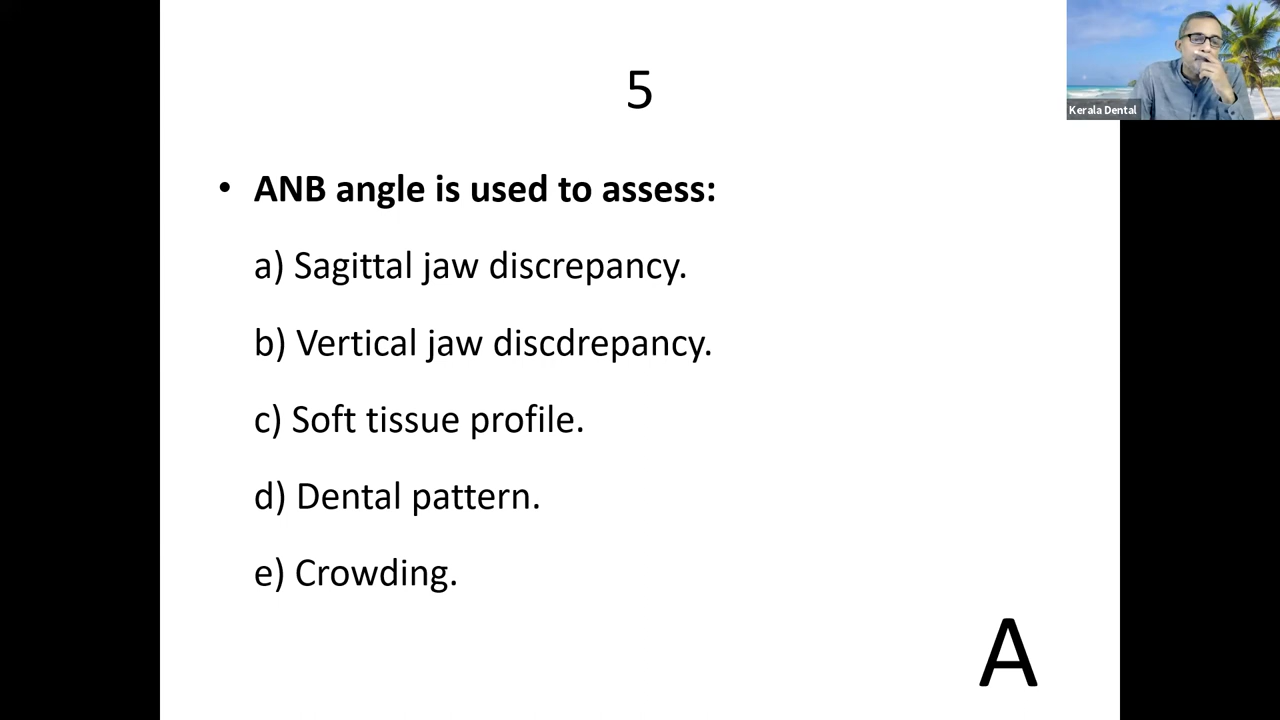 5
Kerala Dental
• ANB angle is used to assess:
a) Sagittal jaw discrepancy.
b) Vertical jaw discdrepancy.
c) Soft tissue profile.
d) Dental pattern.
e) Crowding.
A